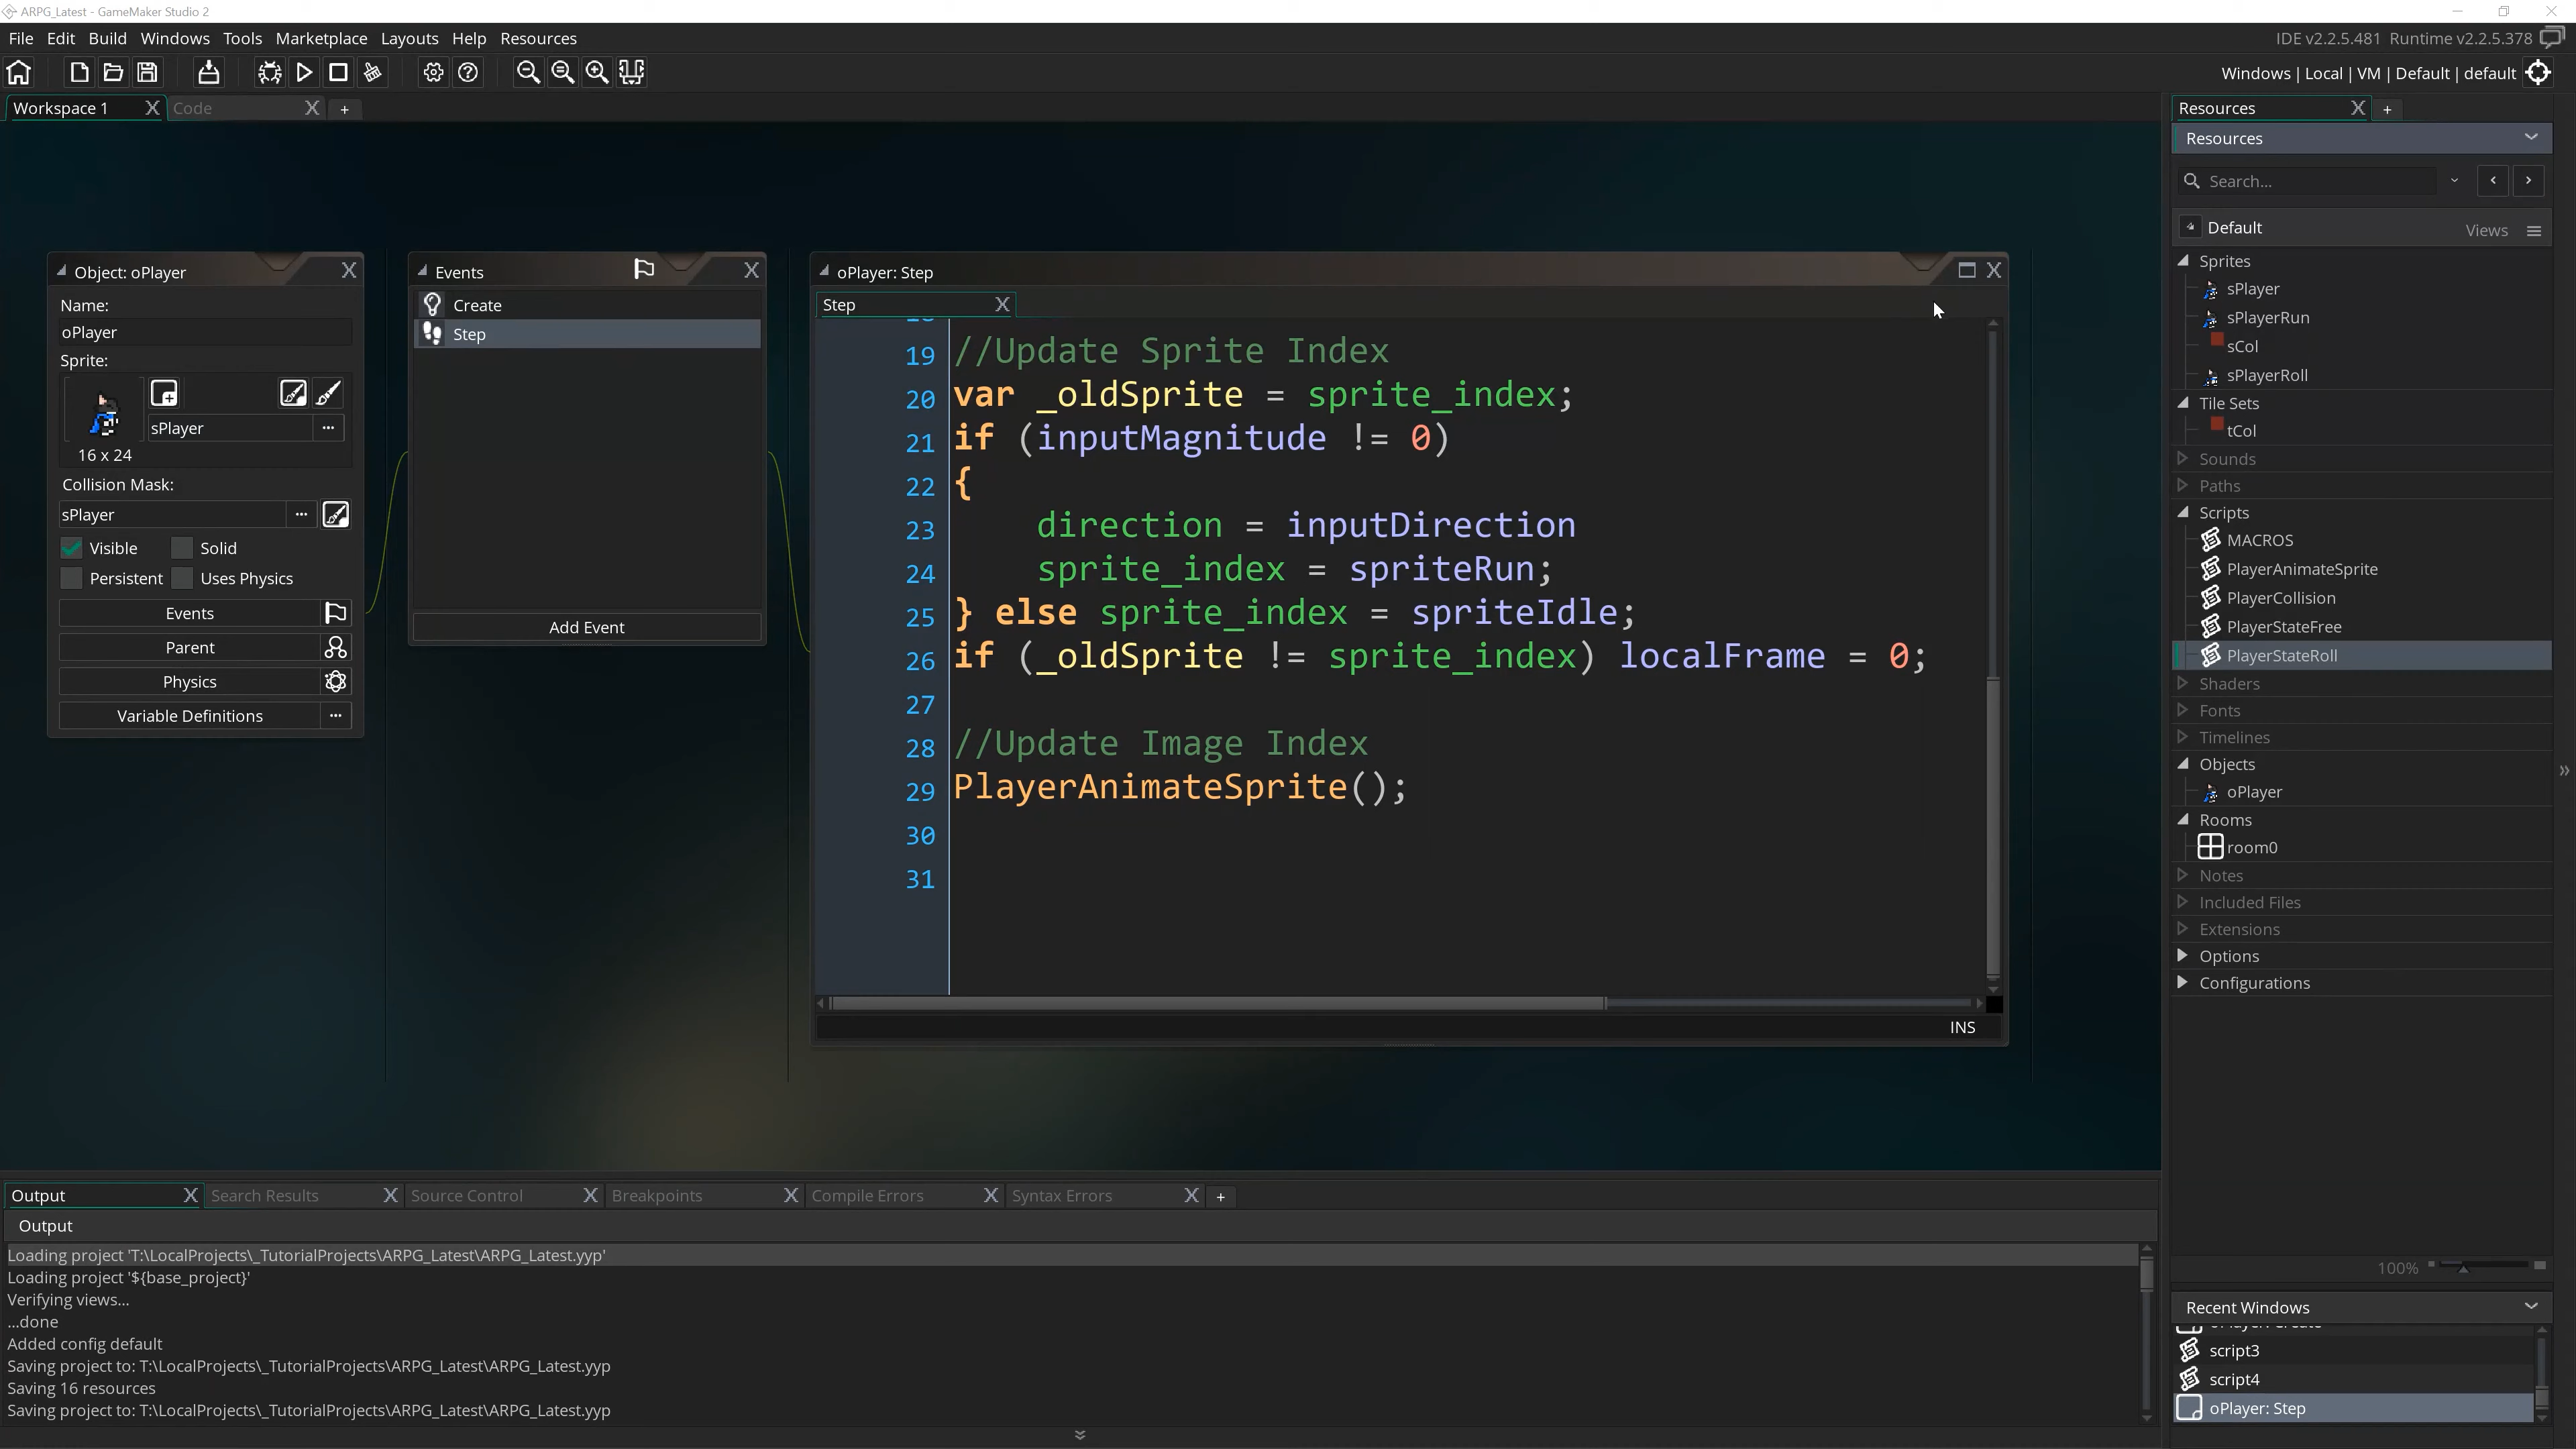 ARPG_Latest - GameMaker Studio 2
File Edit Build Windows Tools Marketplace Layouts Help Resources
IDE v2.2.5.481 Runtime v2.2.5.378
Windows | Local | VM | Default | default
Workspace 1
Code
Object: oPlayer
Name:
oPlayer
Sprite:
sPlayer
16 x 24
Collision Mask:
sPlayer
Visible Solid
Persistent Uses Physics
Events
Parent
Physics
Variable Definitions
Events
Create
Step
Add Event
oPlayer: Step
Step
19 //Update Sprite Index
20 var _oldSprite = sprite_index;
21 if (inputMagnitude != 0)
22 {
23 direction = inputDirection
24 sprite_index = spriteRun;
25 } else sprite_index = spriteIdle;
26 if (_oldSprite != sprite_index) localFrame = 0;
27
28 //Update Image Index
29 PlayerAnimateSprite();
30
31
INS
Resources
Resources
Search...
Default
Views
Sprites
sPlayer
sPlayerRun
sCol
sPlayerRoll
Tile Sets
tCol
Sounds
Paths
Scripts
MACROS
PlayerAnimateSprite
PlayerCollision
PlayerStateFree
PlayerStateRoll
Shaders
Fonts
Timelines
Objects
oPlayer
Rooms
room0
Notes
Included Files
Extensions
Options
Configurations
100%
Recent Windows
script3
script4
oPlayer: Step
Output Search Results Source Control Breakpoints Compile Errors Syntax Errors
Output
Loading project 'T:\LocalProjects\_TutorialProjects\ARPG_Latest\ARPG_Latest.yyp'
Loading project '${base_project}'
Verifying views...
...done
Added config default
Saving project to: T:\LocalProjects\_TutorialProjects\ARPG_Latest\ARPG_Latest.yyp
Saving 16 resources
Saving project to: T:\LocalProjects\_TutorialProjects\ARPG_Latest\ARPG_Latest.yyp